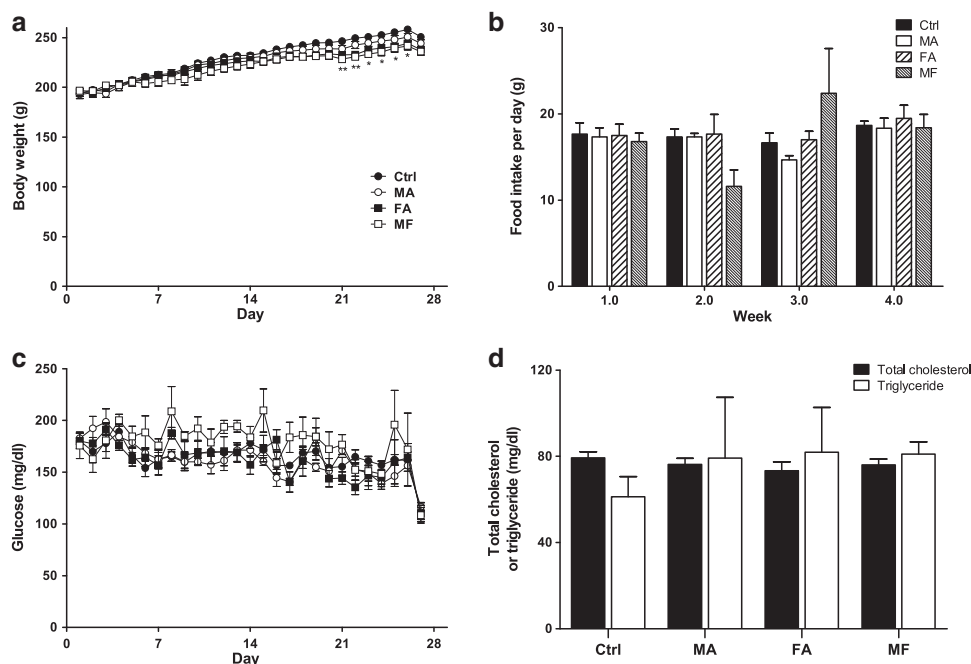 a
250
200
150
100
50
0
Body weight (g)
** ** * * * *
Ctrl
MA
FA
MF
0 7 14 21 28
Day
b
30
20
10
0
Food intake per day (g)
Ctrl
MA
FA
MF
1.0 2.0 3.0 4.0
Week
c
250
200
150
100
50
0
Glucose (mg/dl)
0 7 14 21 28
Day
d
120
80
40
0
Total cholesterol
or triglyceride (mg/dl)
Total cholesterol
Triglyceride
Ctrl MA FA MF